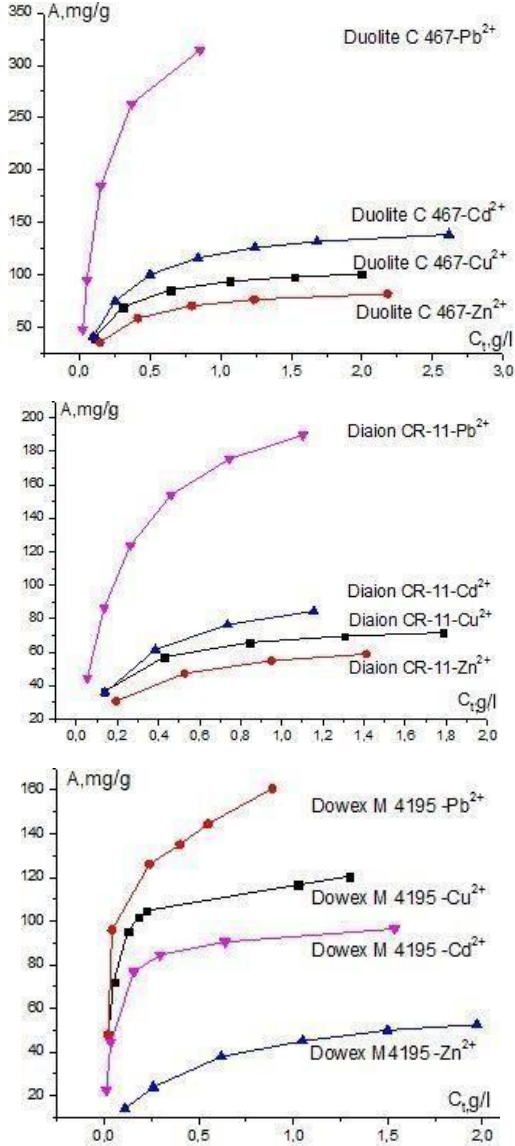 A,mg/g
350
Duolite C 467-Pb²⁺
300
250
200
150
Duolite C 467-Cd²⁺
Duolite C 467-Cu²⁺
100
Duolite C 467-Zn²⁺
50
Cₜ,g/l
0,0 0,5 1,0 1,5 2,0 2,5 3,0
A,mg/g
200
Diaion CR-11-Pb²⁺
180
160
140
120
100
Diaion CR-11-Cd²⁺
80
Diaion CR-11-Cu²⁺
60
Diaion CR-11-Zn²⁺
40
Cₜ,g/l
20
0,0 0,2 0,4 0,6 0,8 1,0 1,2 1,4 1,6 1,8 2,0
A,mg/g
160
Dowex M 4195 -Pb²⁺
140
120
Dowex M 4195 -Cu²⁺
100
Dowex M 4195 -Cd²⁺
80
60
40
Dowex M4195 -Zn²⁺
20
Cₜ,g/l
0,0 0,5 1,0 1,5 2,0